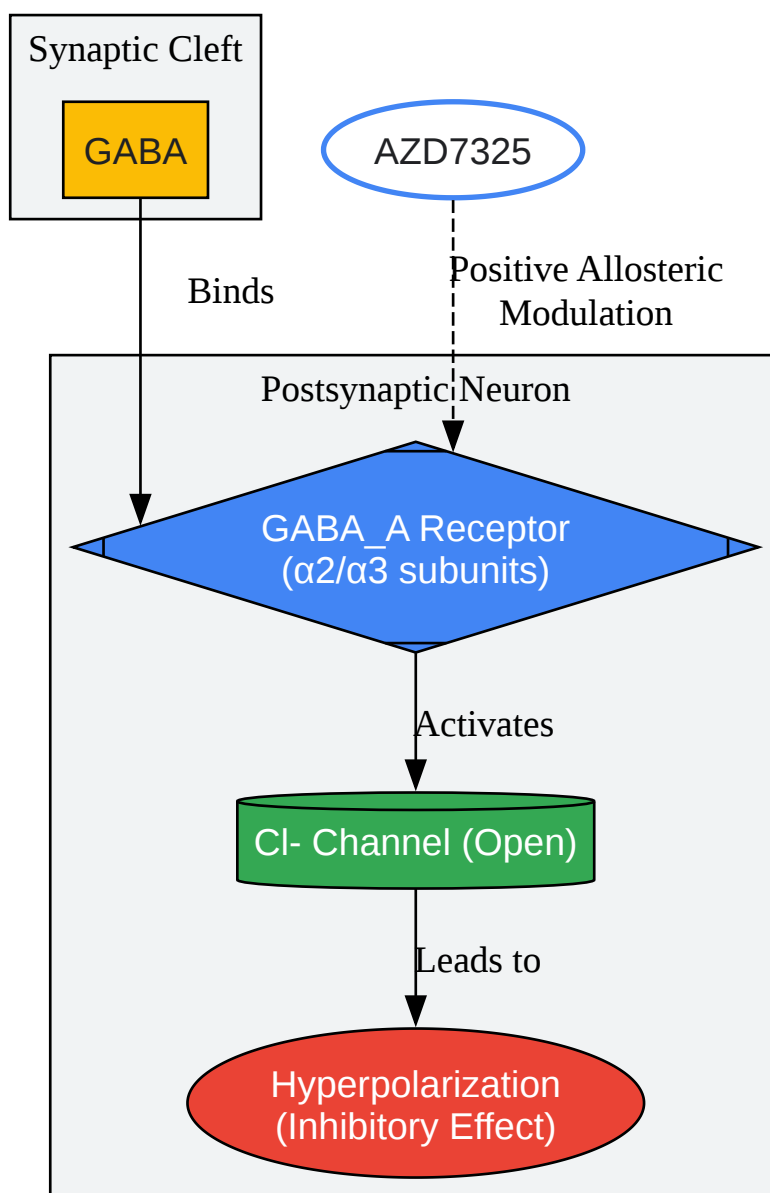 Synaptic Cleft
GABA
AZD7325
Binds
Positive Allosteric
Modulation
Postsynaptic Neuron
GABA_A Receptor
(α2/α3 subunits)
Activates
Cl- Channel (Open)
Leads to
Hyperpolarization
(Inhibitory Effect)